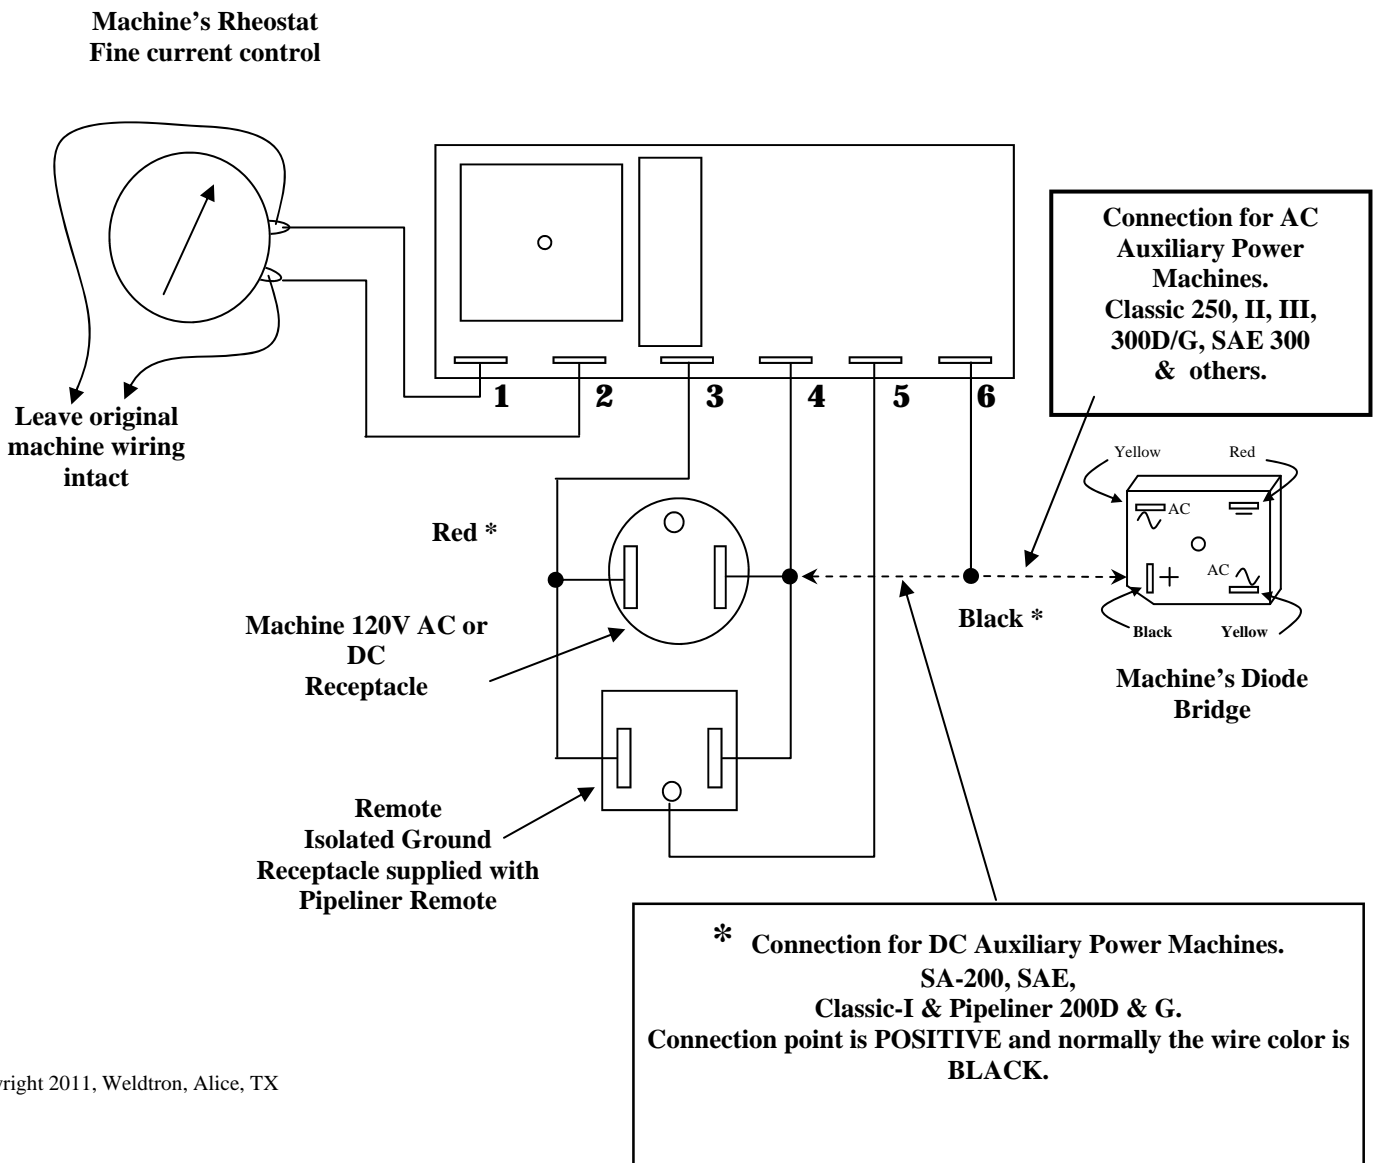 Machine’s Rheostat
Fine current control
Connection for AC
Auxiliary Power
Machines.
Classic 250, II, III,
300D/G, SAE 300
& others.
1 2 3 4 5 6
Leave original
machine wiring
intact
Yellow Red
AC
AC
Black Yellow
Red *
Black *
Machine 120V AC or
DC
Receptacle
Machine’s Diode
Bridge
Remote
Isolated Ground
Receptacle supplied with
Pipeliner Remote
* Connection for DC Auxiliary Power Machines.
SA-200, SAE,
Classic-I & Pipeliner 200D & G.
Connection point is POSITIVE and normally the wire color is
BLACK.
yright 2011, Weldtron, Alice, TX